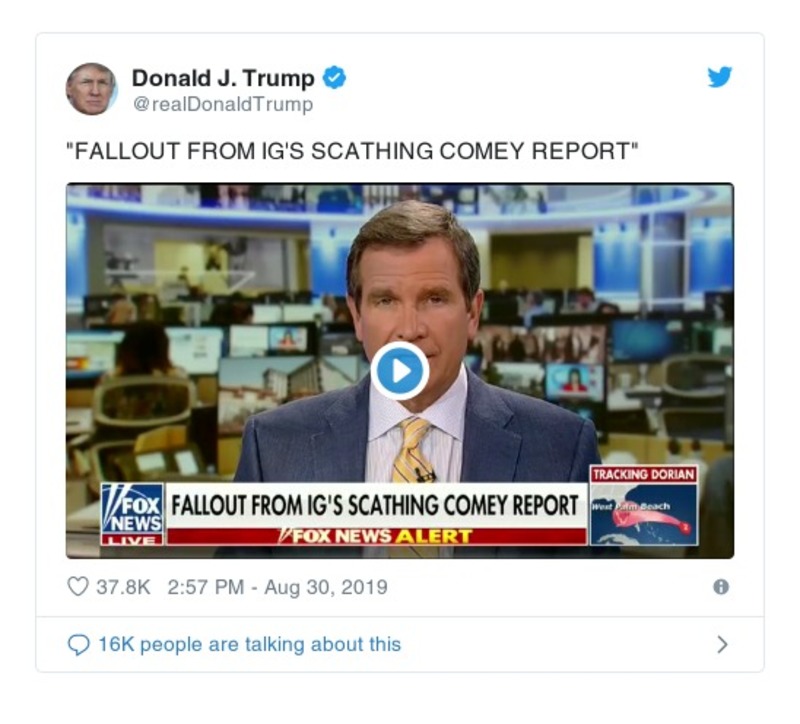 Donald J. Trump
@realDonaldTrump
"FALLOUT FROM IG'S SCATHING COMEY REPORT"
TRACKING DORIAN
West Palm Beach
FOX
NEWS
LIVE
FALLOUT FROM IG'S SCATHING COMEY REPORT
FOX NEWS ALERT
37.8K 2:57 PM - Aug 30, 2019
16K people are talking about this